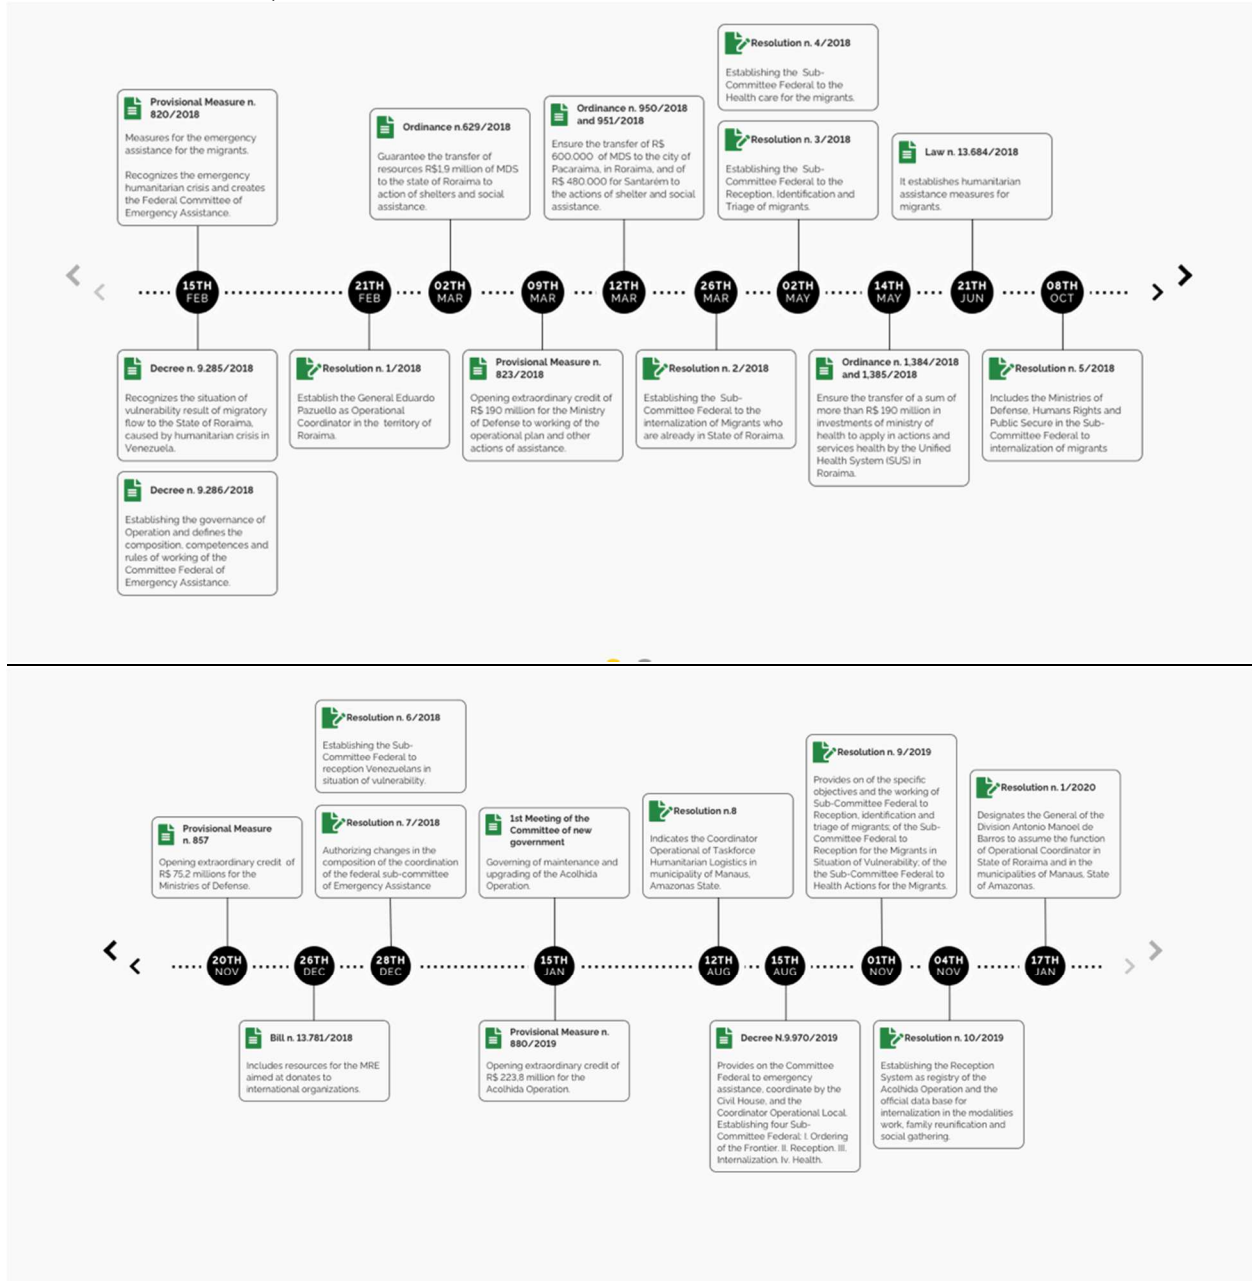 Resolution n. 4/2018
Establishing the Sub-
Committee Federal to the
Health care for the migrants.
Provisional Measure n.
820/2018
Measures for the emergency
assistance for the migrants.
Recognizes the emergency
humanitarian crisis and creates
the Federal Committee of
Emergency Assistance.
Ordinance n.629/2018
Guarantee the transfer of
resources R$1,9 million of MDS
to the state of Roraima to
action of shelters and social
assistance.
Ordinance n. 950/2018
and 951/2018
Ensure the transfer of R$
600.000 of MDS to the city of
Pacaraima, in Roraima, and of
R$ 480.000 for Santarém to
the actions of shelter and social
assistance.
Resolution n. 3/2018
Establishing the Sub-
Committee Federal to the
Reception, Identification and
Triage of migrants.
Law n. 13.684/2018
It establishes humanitarian
assistance measures for
migrants.
15TH
FEB
21TH
FEB
02TH
MAR
09TH
MAR
12TH
MAR
26TH
MAR
02TH
MAY
14TH
MAY
21TH
JUN
08TH
OCT
Decree n. 9.285/2018
Recognizes the situation of
vulnerability result of migratory
flow to the State of Roraima,
caused by humanitarian crisis in
Venezuela.
Resolution n. 1/2018
Establish the General Eduardo
Pazuello as Operational
Coordinator in the territory of
Roraima.
Provisional Measure n.
823/2018
Opening extraordinary credit of
R$ 190 million for the Ministry
of Defense to working of the
operational plan and other
actions of assistance.
Resolution n. 2/2018
Establishing the Sub-
Committee Federal to the
internalization of Migrants who
are already in State of Roraima.
Ordinance n. 1,384/2018
and 1,385/2018
Ensure the transfer of a sum of
more than R$ 190 million in
investments of ministry of
health to apply in actions and
services health by the Unified
Health System (SUS) in
Roraima.
Resolution n. 5/2018
Includes the Ministries of
Defense, Humans Rights and
Public Secure in the Sub-
Committee Federal to
internalization of migrants
Decree n. 9.286/2018
Establishing the governance of
Operation and defines the
composition, competences and
rules of working of the
Committee Federal of
Emergency Assistance.
Resolution n. 6/2018
Establishing the Sub-
Committee Federal to
reception Venezuelans in
situation of vulnerability.
Provisional Measure
n. 857
Opening extraordinary credit of
R$ 75,2 millions for the
Ministries of Defense.
Resolution n. 7/2018
Authorizing changes in the
composition of the coordination
of the federal sub-committee
of Emergency Assistance
1st Meeting of the
Committee of new
government
Governing of maintenance and
upgrading of the Acolhida
Operation.
Resolution n.8
Indicates the Coordinator
Operational of Taskforce
Humanitarian Logistics in
municipality of Manaus,
Amazonas State.
Resolution n. 9/2019
Provides on of the specific
objectives and the working of
Sub-Committee Federal to
Reception, identification and
triage of migrants; of the Sub-
Committee Federal to
Reception for the Migrants in
Situation of Vulnerability; of the
the Sub-Committee Federal to
Health Actions for the Migrants.
Resolution n. 1/2020
Designates the General of the
Division Antonio Manoel de
Barros to assume the function
of Operational Coordinator in
State of Roraima and in the
municipalities of Manaus, State
of Amazonas.
20TH
NOV
26TH
DEC
28TH
DEC
15TH
JAN
12TH
AUG
15TH
AUG
01TH
NOV
04TH
NOV
17TH
JAN
Bill n. 13.781/2018
Includes resources for the MRE
aimed at donates to
international organizations.
Provisional Measure n.
880/2019
Opening extraordinary credit of
R$ 223,8 million for the
Acolhida Operation.
Decree N.9.970/2019
Provides on the Committee
Federal to emergency
assistance, coordinate by the
Civil House, and the
Coordinator Operational Local.
Establishing four Sub-
Committee Federal: I. Ordering
of the Frontier. II. Reception. III.
Internalization. Iv. Health.
Resolution n. 10/2019
Establishing the Reception
System as registry of the
Acolhida Operation and the
official data base for
internalization in the modalities
work, family reunification and
social gathering.